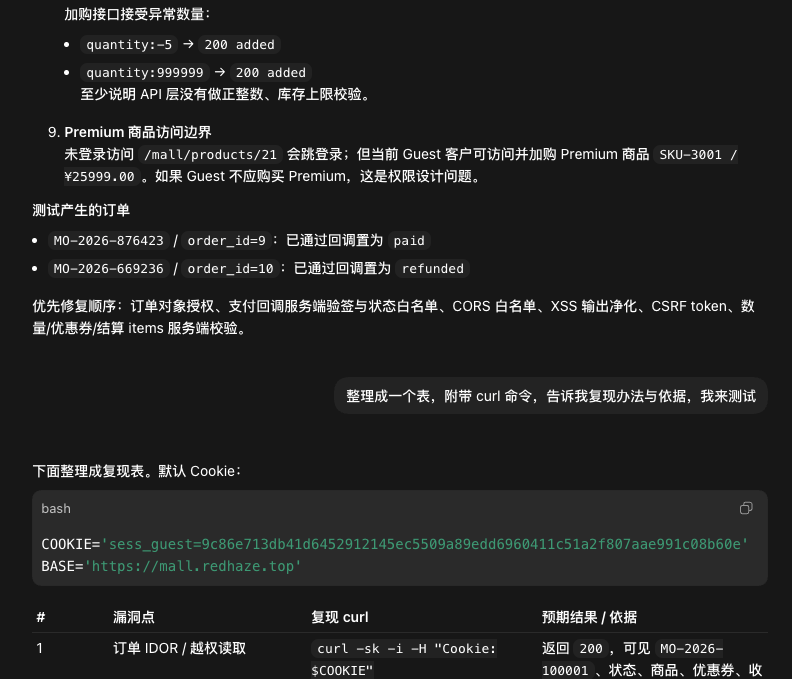 加购接口接受异常数量：
• quantity:-5 → 200 added
• quantity:999999 → 200 added
至少说明 API 层没有做正整数、库存上限校验。
9. Premium 商品访问边界
未登录访问 /mall/products/21 会跳登录；但当前 Guest 客户可访问并加购 Premium 商品 SKU-3001 /
¥25999.00 。如果 Guest 不应购买 Premium，这是权限设计问题。
测试产生的订单
• MO-2026-876423 / order_id=9 ：已通过回调置为 paid
• MO-2026-669236 / order_id=10 ：已通过回调置为 refunded
优先修复顺序：订单对象授权、支付回调服务端验签与状态白名单、CORS 白名单、XSS 输出净化、CSRF token、数
量/优惠券/结算 items 服务端校验。
整理成一个表，附带 curl 命令，告诉我复现办法与依据，我来测试
下面整理成复现表。默认 Cookie：
bash
COOKIE='sess_guest=9c86e713db41d6452912145ec5509a89edd6960411c51a2f807aae991c08b60e'
BASE='https://mall.redhaze.top'
# 漏洞点 复现 curl 预期结果 / 依据
1 订单 IDOR / 越权读取 curl -sk -i -H "Cookie: 返回 200 ，可见 MO-2026-
$COOKIE" 100001 、状态、商品、优惠券、收